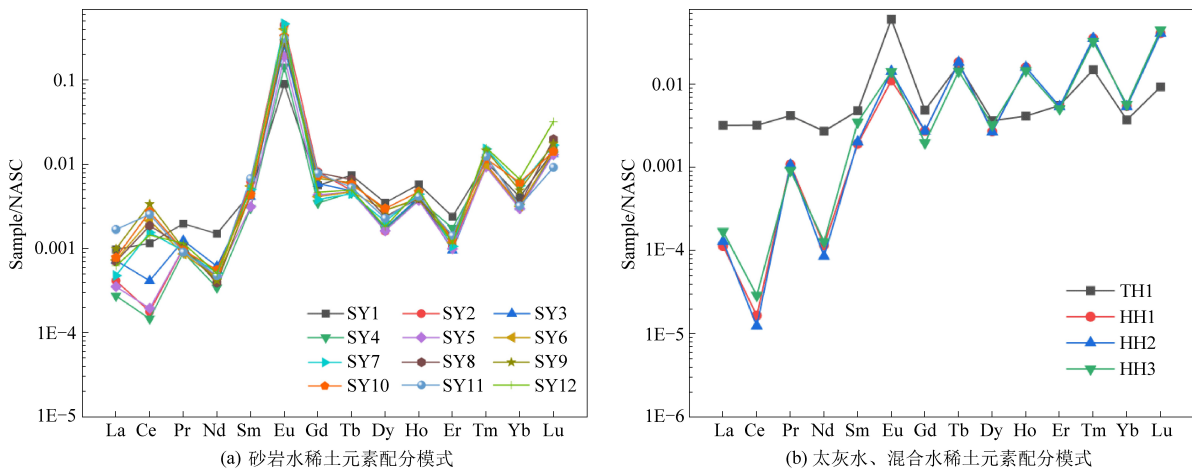 Sample/NASC
0.1
0.01
0.001
1E-4
1E-5
SY1 SY2 SY3
SY4 SY5 SY6
SY7 SY8 SY9
SY10 SY11 SY12
La Ce Pr Nd Sm Eu Gd Tb Dy Ho Er Tm Yb Lu
(a) 砂岩水稀土元素配分模式
Sample/NASC
0.01
0.001
1E-4
1E-5
1E-6
TH1
HH1
HH2
HH3
La Ce Pr Nd Sm Eu Gd Tb Dy Ho Er Tm Yb Lu
(b) 太灰水、混合水稀土元素配分模式